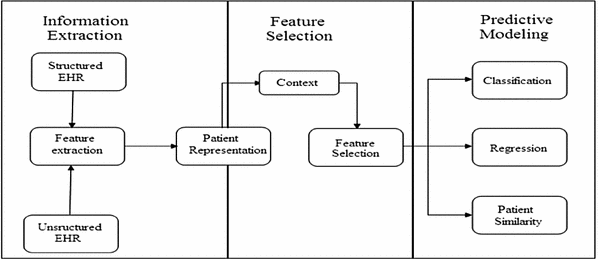 Information
Extraction
Feature
Selection
Predictive
Modeling
Structured
EHR
Feature
extraction
Unsructured
EHR
Patient
Representation
Context
Feature
Selection
Classification
Regression
Patient
Similarity